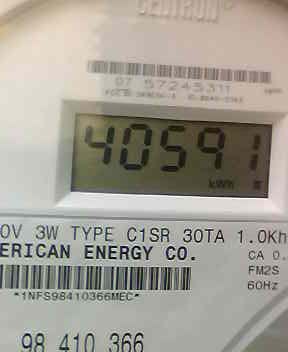 CENTRON
07 57245311
40591
kWh
0V 3W TYPE C1SR 30TA 1.0Kh
ERICAN ENERGY CO.
CA 0.
FM2S
*1NFS98410366MEC*
60Hz
98 410 366